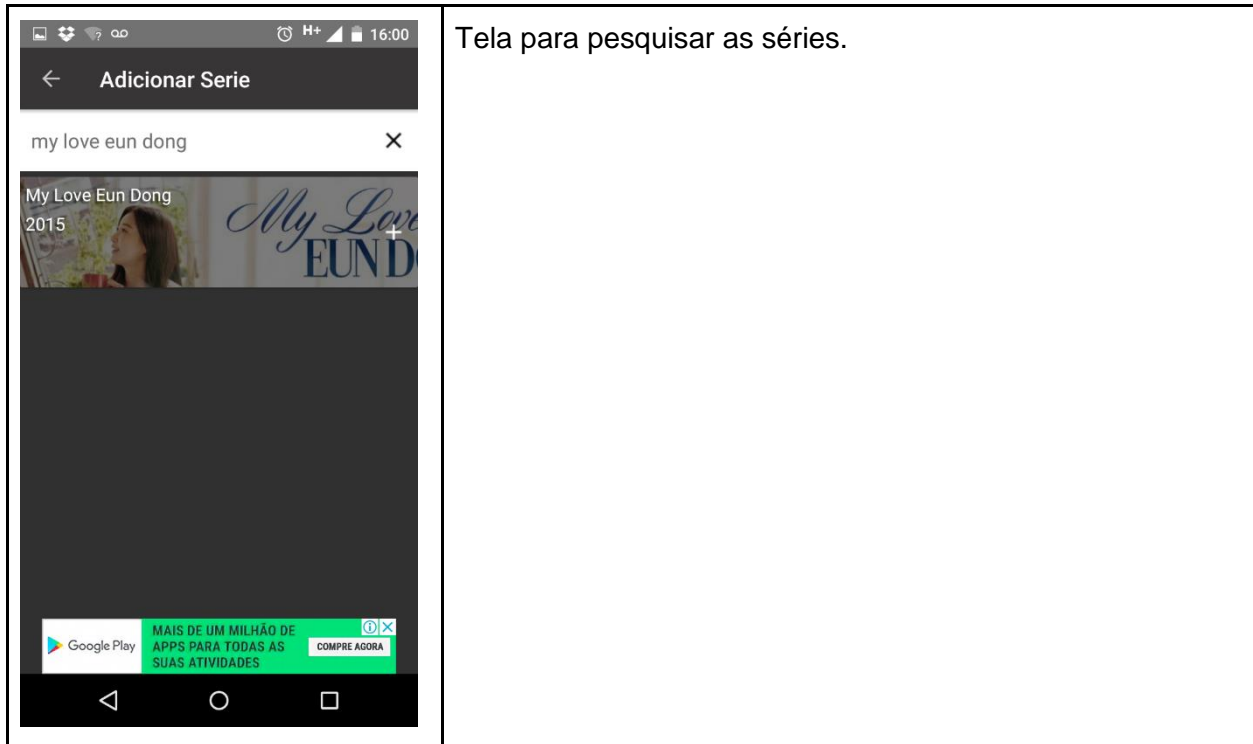 H+ 16:00
Adicionar Serie
my love eun dong
My Love Eun Dong
2015
My Love
EUN D
Google Play
MAIS DE UM MILHÃO DE
APPS PARA TODAS AS
SUAS ATIVIDADES
COMPRE AGORA
Tela para pesquisar as séries.